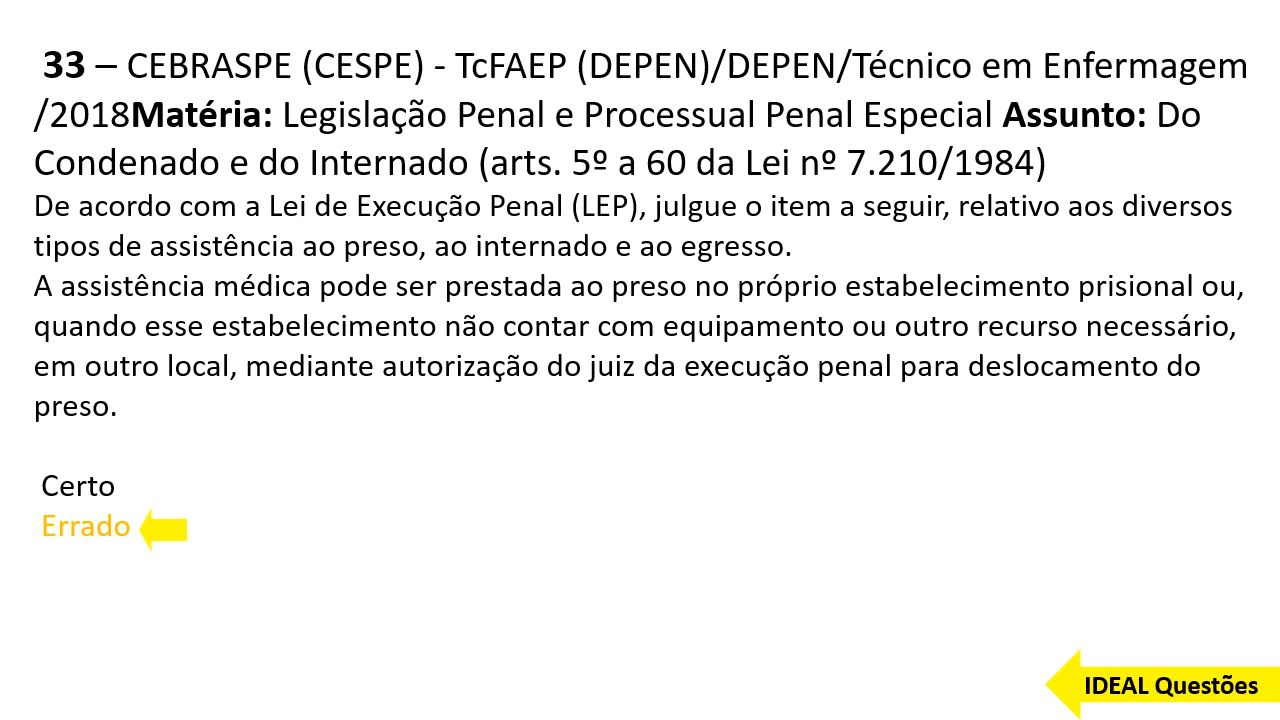 33 – CEBRASPE (CESPE) - TcFAEP (DEPEN)/DEPEN/Técnico em Enfermagem
/2018Matéria: Legislação Penal e Processual Penal Especial Assunto: Do
Condenado e do Internado (arts. 5º a 60 da Lei nº 7.210/1984)
De acordo com a Lei de Execução Penal (LEP), julgue o item a seguir, relativo aos diversos
tipos de assistência ao preso, ao internado e ao egresso.
A assistência médica pode ser prestada ao preso no próprio estabelecimento prisional ou,
quando esse estabelecimento não contar com equipamento ou outro recurso necessário,
em outro local, mediante autorização do juiz da execução penal para deslocamento do
preso.
Certo
Errado
IDEAL Questões